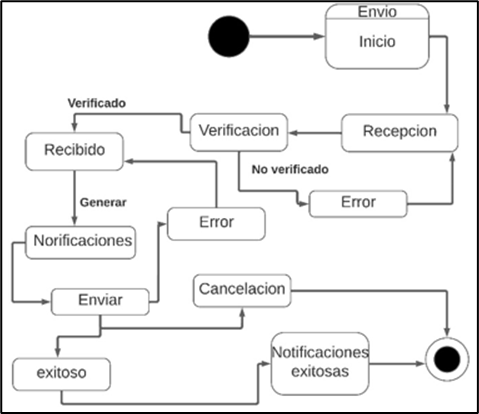 Envio
Inicio
Verificado
Verificacion
Recepcion
Recibido
No verificado
Generar
Error
Error
Norificaciones
Cancelacion
Enviar
Notificaciones
exitosas
exitoso